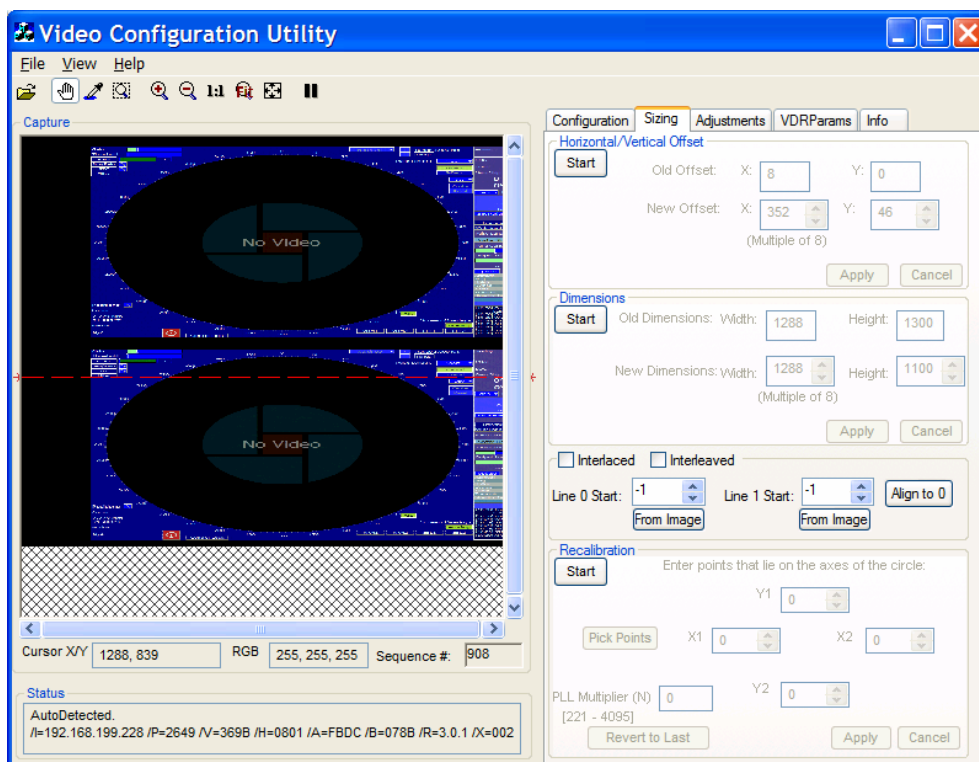 Video Configuration Utility
File View Help
1:1 Fit
Capture
No Video
No Video
Cursor X/Y 1288, 839 RGB 255, 255, 255 Sequence #: 908
Status
AutoDetected.
/I=192.168.199.228 /P=2649 /V=369B /H=0801 /A=FBDC /B=078B /R=3.0.1 /X=002
Configuration Sizing Adjustments VDRParams Info
Horizontal/Vertical Offset
Start Old Offset: X: 8 Y: 0
New Offset: X: 352 Y: 46
(Multiple of 8)
Apply Cancel
Dimensions
Start Old Dimensions: Width: 1288 Height: 1300
New Dimensions: Width: 1288 Height: 1100
(Multiple of 8)
Apply Cancel
Interlaced Interleaved
Line 0 Start: -1 Line 1 Start: -1 Align to 0
From Image From Image
Recalibration
Start Enter points that lie on the axes of the circle:
Y1 0
Pick Points X1 0 X2 0
PLL Multiplier (N) 0 Y2 0
[221 - 4095]
Revert to Last Apply Cancel